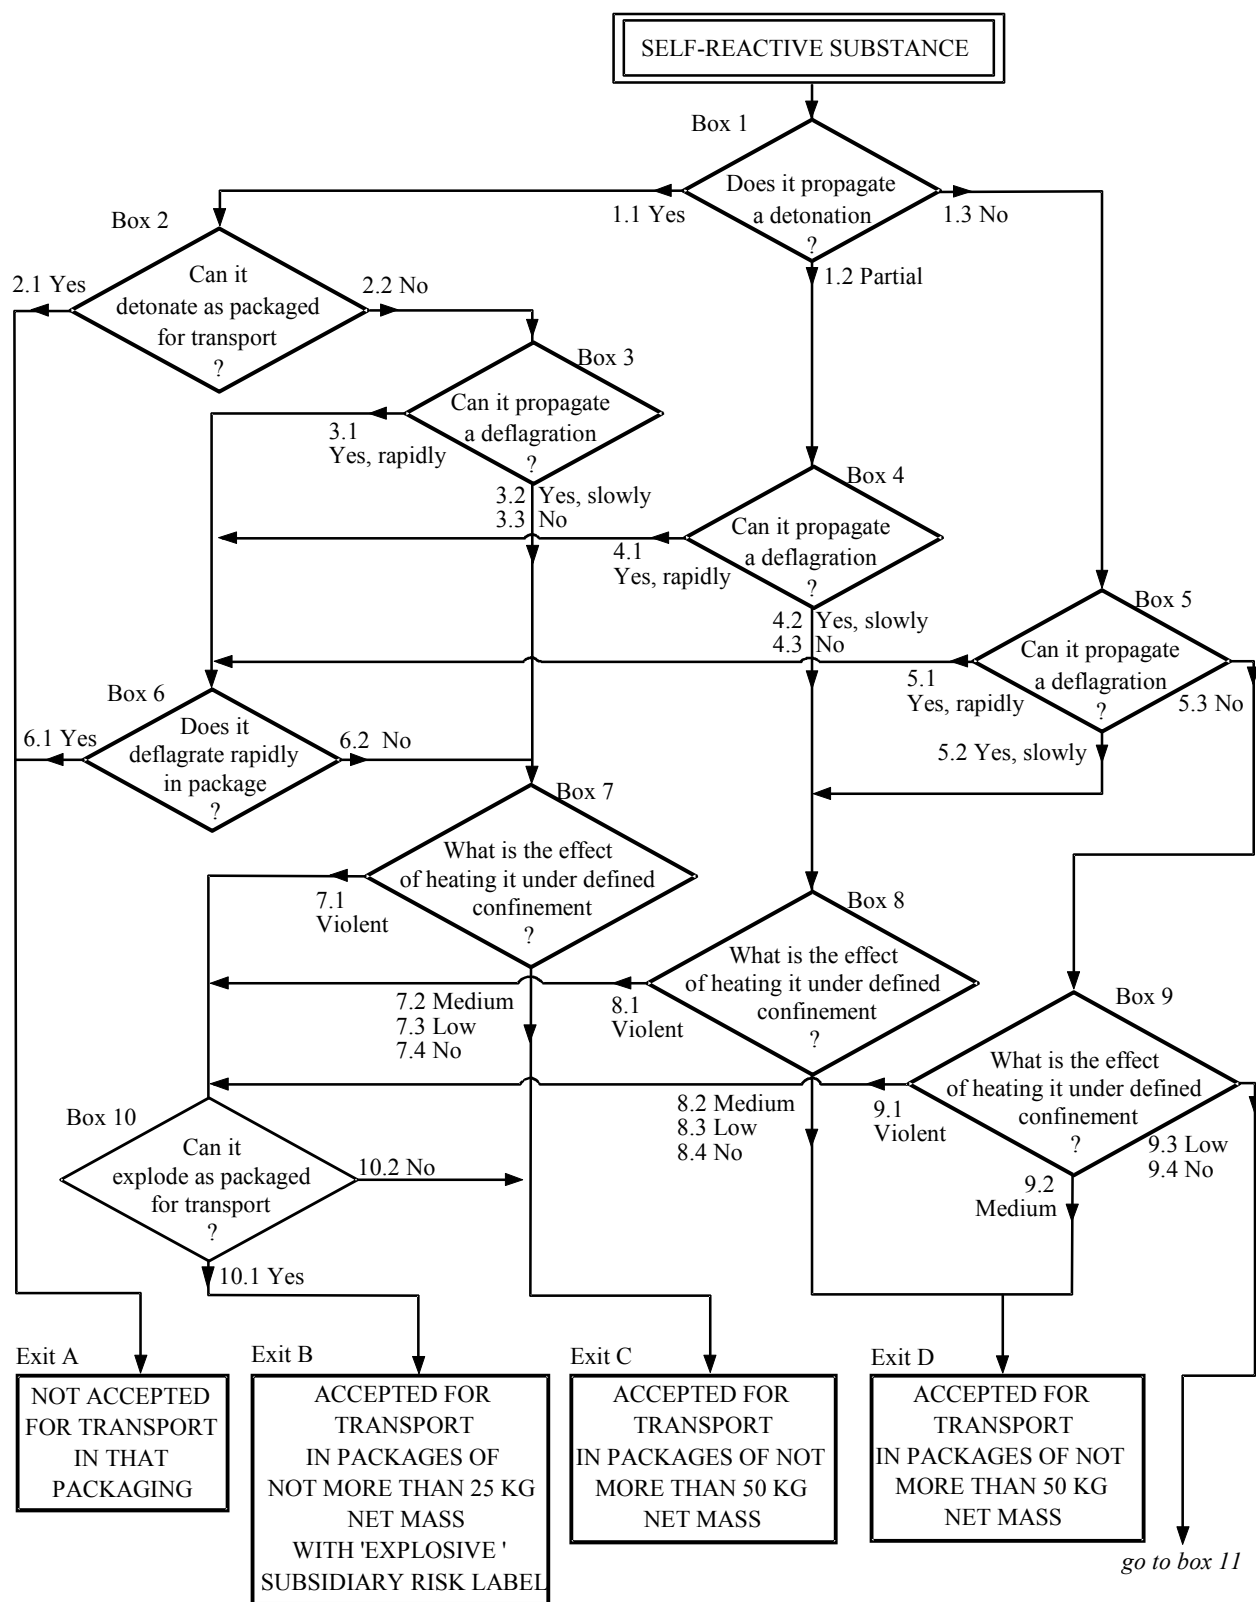 SELF-REACTIVE SUBSTANCE
Box 1
Does it propagate
a detonation
?
1.1 Yes
1.3 No
1.2 Partial
Box 2
Can it
detonate as packaged
for transport
?
2.1 Yes
2.2 No
Box 3
Can it propagate
a deflagration
?
3.1
Yes, rapidly
3.2 Yes, slowly
3.3 No
Box 4
Can it propagate
a deflagration
?
4.1
Yes, rapidly
4.2 Yes, slowly
4.3 No
Box 5
Can it propagate
a deflagration
?
5.1
Yes, rapidly
5.3 No
5.2 Yes, slowly
Box 6
Does it
deflagrate rapidly
in package
?
6.1 Yes
6.2 No
Box 7
What is the effect
of heating it under defined
confinement
?
7.1
Violent
7.2 Medium
7.3 Low
7.4 No
Box 8
What is the effect
of heating it under defined
confinement
?
8.1
Violent
8.2 Medium
8.3 Low
8.4 No
Box 9
What is the effect
of heating it under defined
confinement
?
9.1
Violent
9.3 Low
9.4 No
9.2
Medium
Box 10
Can it
explode as packaged
for transport
?
10.2 No
10.1 Yes
Exit A
NOT ACCEPTED
FOR TRANSPORT
IN THAT
PACKAGING
Exit B
ACCEPTED FOR
TRANSPORT
IN PACKAGES OF
NOT MORE THAN 25 KG
NET MASS
WITH 'EXPLOSIVE '
SUBSIDIARY RISK LABEL
Exit C
ACCEPTED FOR
TRANSPORT
IN PACKAGES OF NOT
MORE THAN 50 KG
NET MASS
Exit D
ACCEPTED FOR
TRANSPORT
IN PACKAGES OF NOT
MORE THAN 50 KG
NET MASS
go to box 11